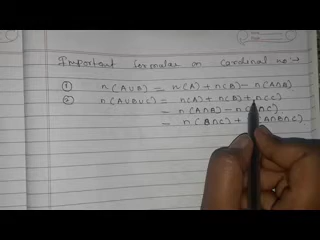 Important formulas on Cardinal no :→
① n(A∪B) = n(A) + n(B) - n(A∩B)
② n(A∪B∪C) = n(A) + n(B) + n(C)
- n(A∩B) - n( ∩C)
- n(B∩C) + A∩B∩C)